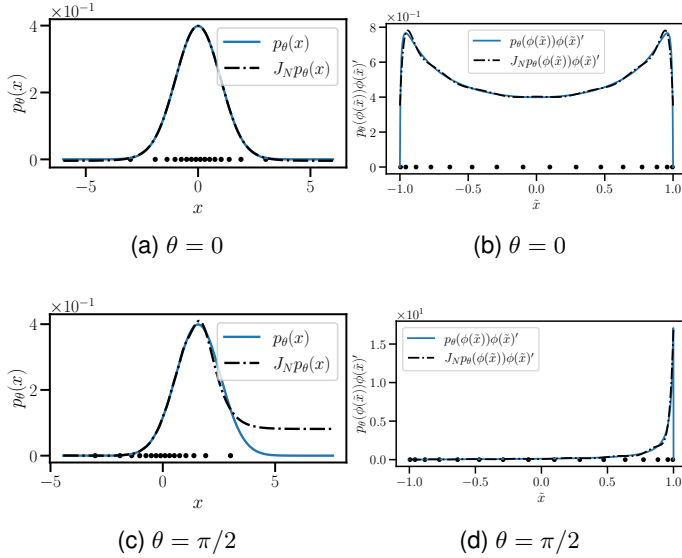 ×10⁻¹
p_θ(x)
4
2
0
p_θ(x)
J_N p_θ(x)
−5
0
5
x
(a) θ = 0
×10⁻¹
p_θ(ϕ(x̃))ϕ(x̃)′
8
6
4
2
0
p_θ(ϕ(x̃))ϕ(x̃)′
J_N p_θ(ϕ(x̃))ϕ(x̃)′
−1.0
−0.5
0.0
0.5
1.0
x̃
(b) θ = 0
×10⁻¹
p_θ(x)
4
2
0
p_θ(x)
J_N p_θ(x)
−5
0
5
x
(c) θ = π/2
×10¹
p_θ(ϕ(x̃))ϕ(x̃)′
1.5
1.0
0.5
0.0
p_θ(ϕ(x̃))ϕ(x̃)′
J_N p_θ(ϕ(x̃))ϕ(x̃)′
−1.0
−0.5
0.0
0.5
1.0
x̃
(d) θ = π/2